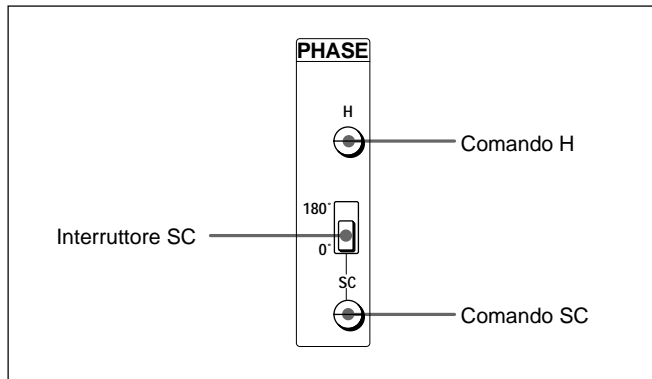 PHASE
H
Comando H
180°
Interruttore SC
0°
SC
Comando SC